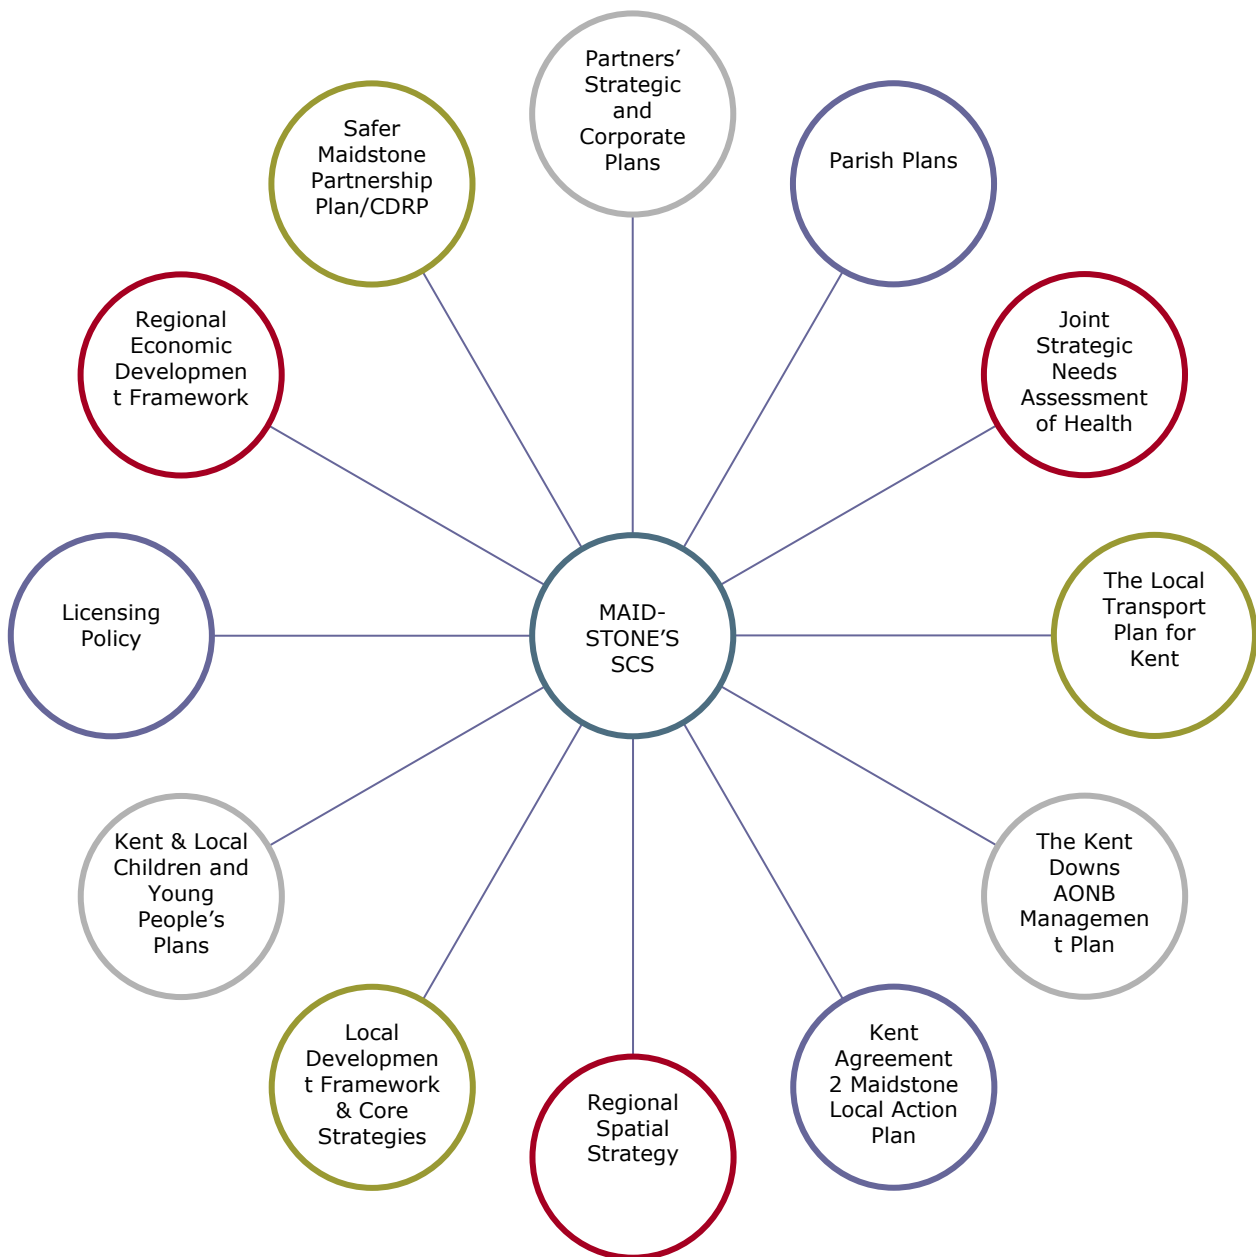 Partners’
Strategic
and
Corporate
Plans
Parish Plans
Joint
Strategic
Needs
Assessment
of Health
The Local
Transport
Plan for
Kent
The Kent
Downs
AONB
Managemen
t Plan
Kent
Agreement
2 Maidstone
Local Action
Plan
Regional
Spatial
Strategy
Local
Developmen
t Framework
& Core
Strategies
Kent & Local
Children and
Young
People’s
Plans
Licensing
Policy
Regional
Economic
Developmen
t Framework
Safer
Maidstone
Partnership
Plan/CDRP
MAID-
STONE’S
SCS